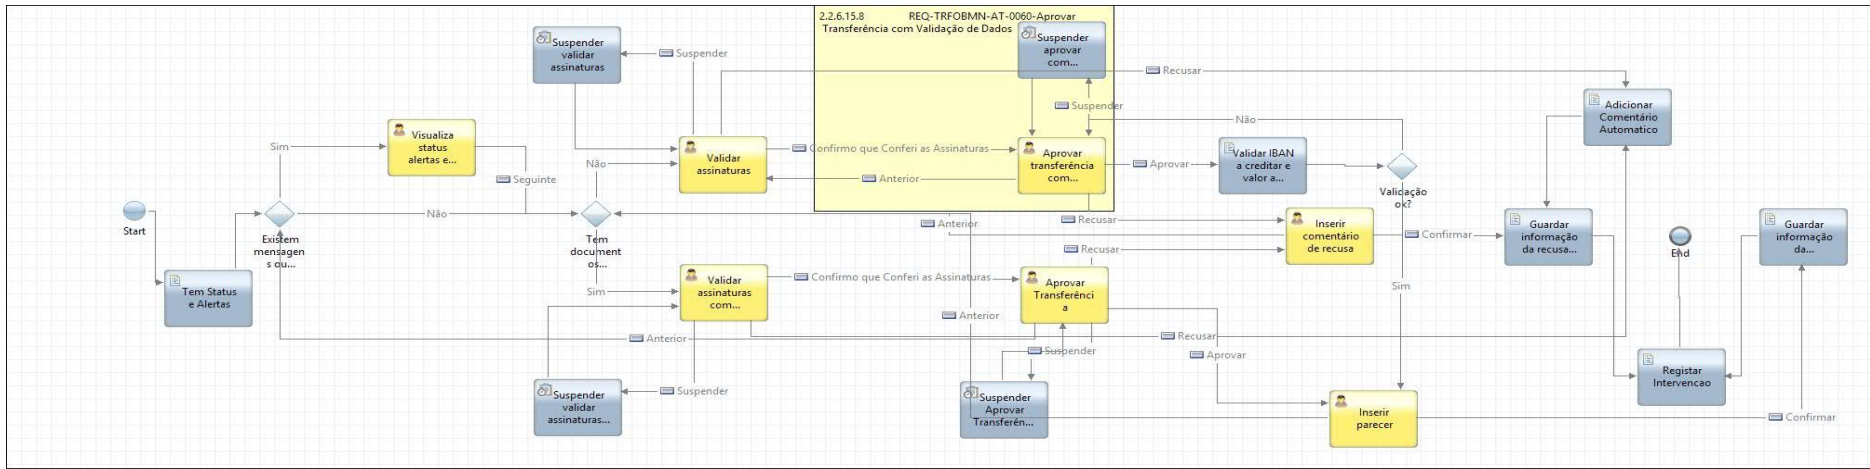 2.2.6.15.8 REQ-TRFOBMN-AT-0060-Aprovar
Transferência com Validação de Dados
Suspender
validar
assinaturas
Suspender
Suspender
aprovar
com...
Recusar
Suspender
Adicionar
Comentário
Automatico
Visualiza
status
alertas e...
Sim
Seguinte
Não
Não
Validar
assinaturas
Confirmo que Conferi as Assinaturas
Anterior
Aprovar
transferência
com...
Aprovar
Validar IBAN
a creditar e
valor a...
Não
Validação
ok?
Start
Existem
mensagen
s ou...
Tem
document
os...
Anterior
Recusar
Recusar
Inserir
comentário
de recusa
Confirmar
Guardar
informação
da recusa...
End
Guardar
informação
da...
Tem Status
e Alertas
Sim
Validar
assinaturas
com...
Confirmo que Conferi as Assinaturas
Aprovar
Transferênci
a
Sim
Anterior
Anterior
Recusar
Suspender
Aprovar
Registar
Intervencao
Suspender
validar
assinaturas...
Suspender
Suspender
Aprovar
Transferên...
Inserir
parecer
Confirmar